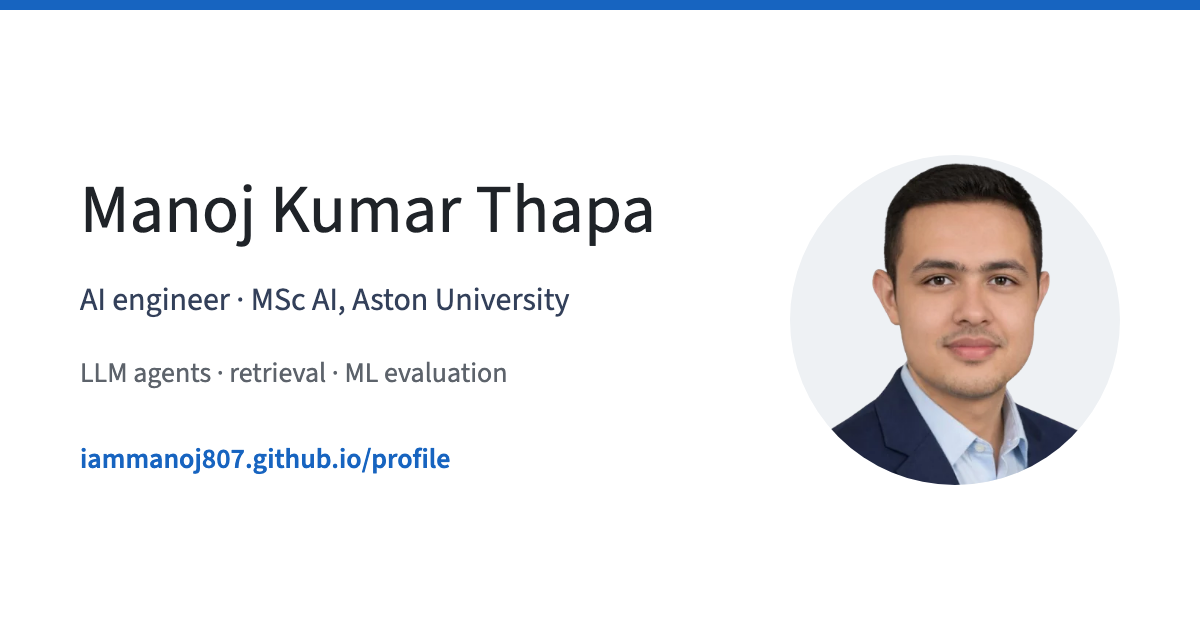 Manoj Kumar Thapa
AI engineer · MSc AI, Aston University
LLM agents · retrieval · ML evaluation
iammanoj807.github.io/profile